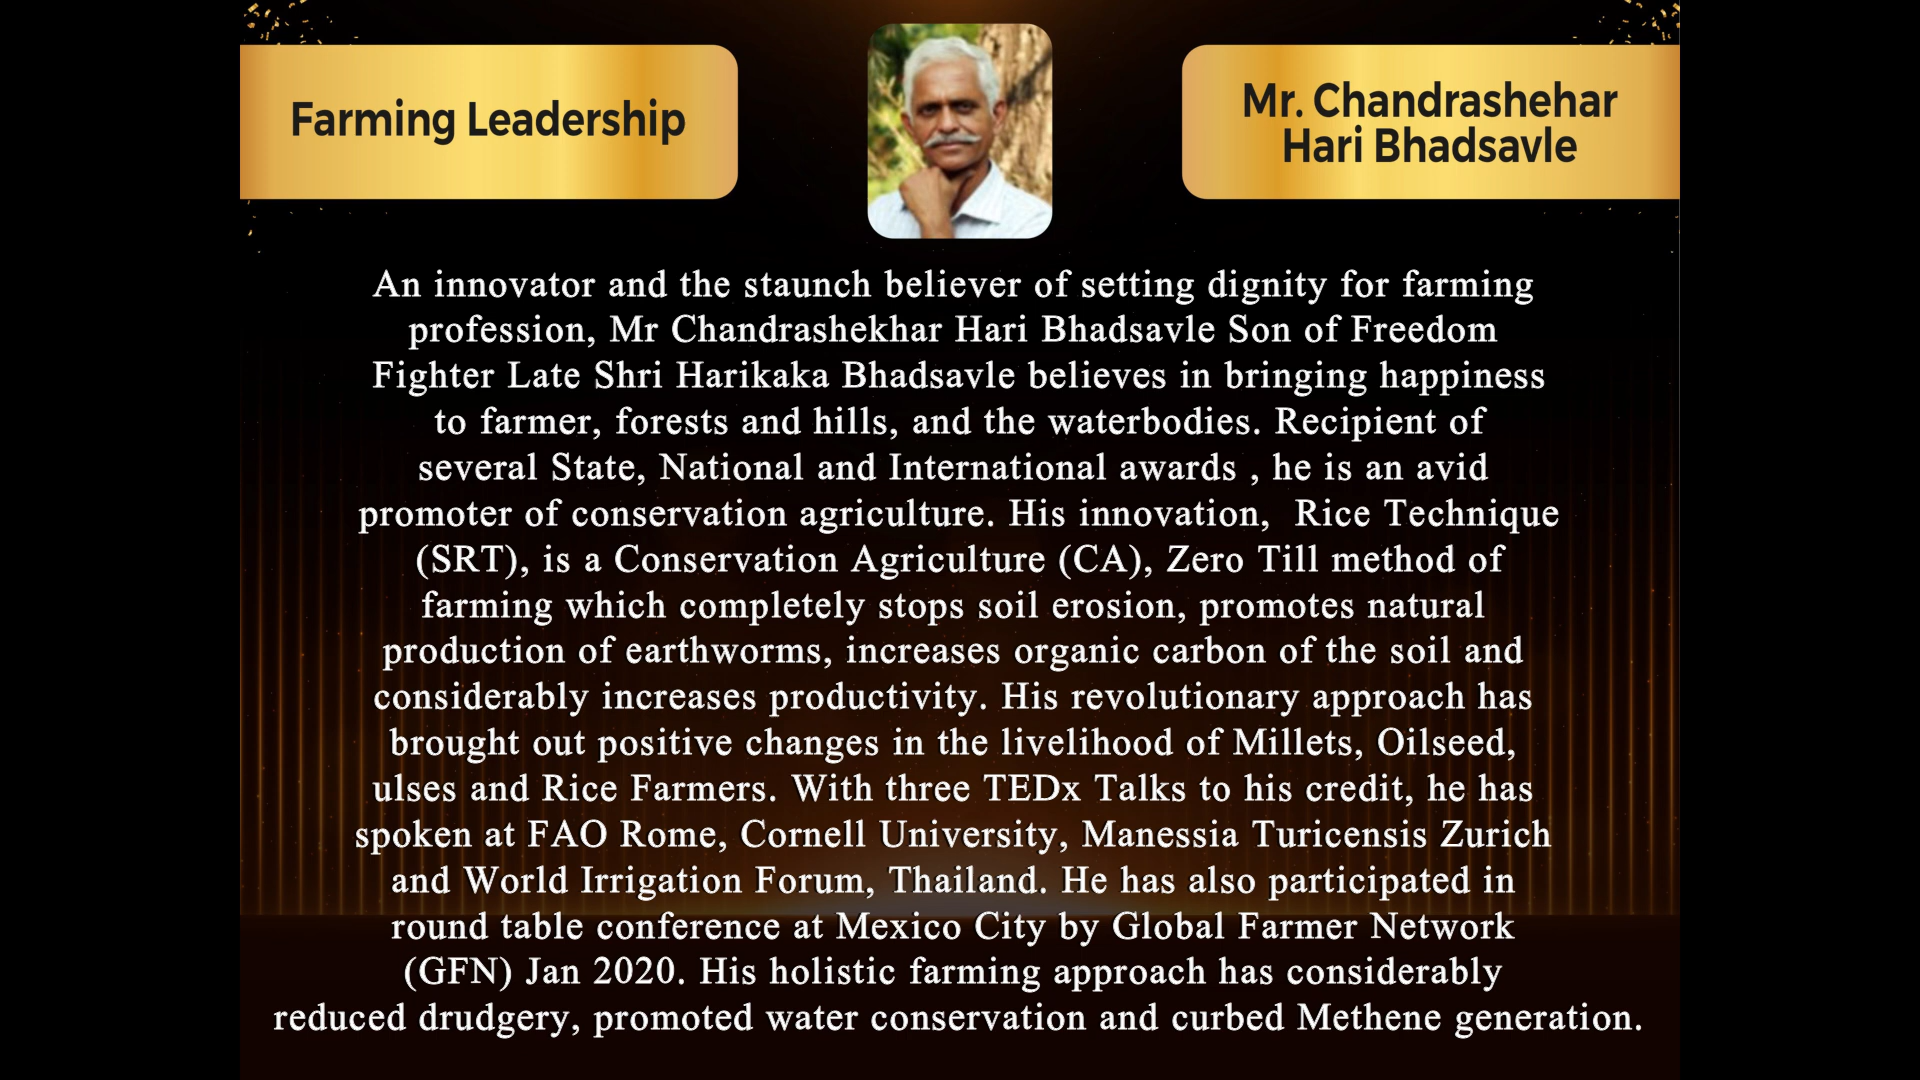 Farming Leadership
Mr. Chandrashehar
Hari Bhadsavle
An innovator and the staunch believer of setting dignity for farming
profession, Mr Chandrashekhar Hari Bhadsavle Son of Freedom
Fighter Late Shri Harikaka Bhadsavle believes in bringing happiness
to farmer, forests and hills, and the waterbodies. Recipient of
several State, National and International awards , he is an avid
promoter of conservation agriculture. His innovation,  Rice Technique
(SRT), is a Conservation Agriculture (CA), Zero Till method of
farming which completely stops soil erosion, promotes natural
production of earthworms, increases organic carbon of the soil and
considerably increases productivity. His revolutionary approach has
brought out positive changes in the livelihood of Millets, Oilseed,
ulses and Rice Farmers. With three TEDx Talks to his credit, he has
spoken at FAO Rome, Cornell University, Manessia Turicensis Zurich
and World Irrigation Forum, Thailand. He has also participated in
round table conference at Mexico City by Global Farmer Network
(GFN) Jan 2020. His holistic farming approach has considerably
reduced drudgery, promoted water conservation and curbed Methene generation.